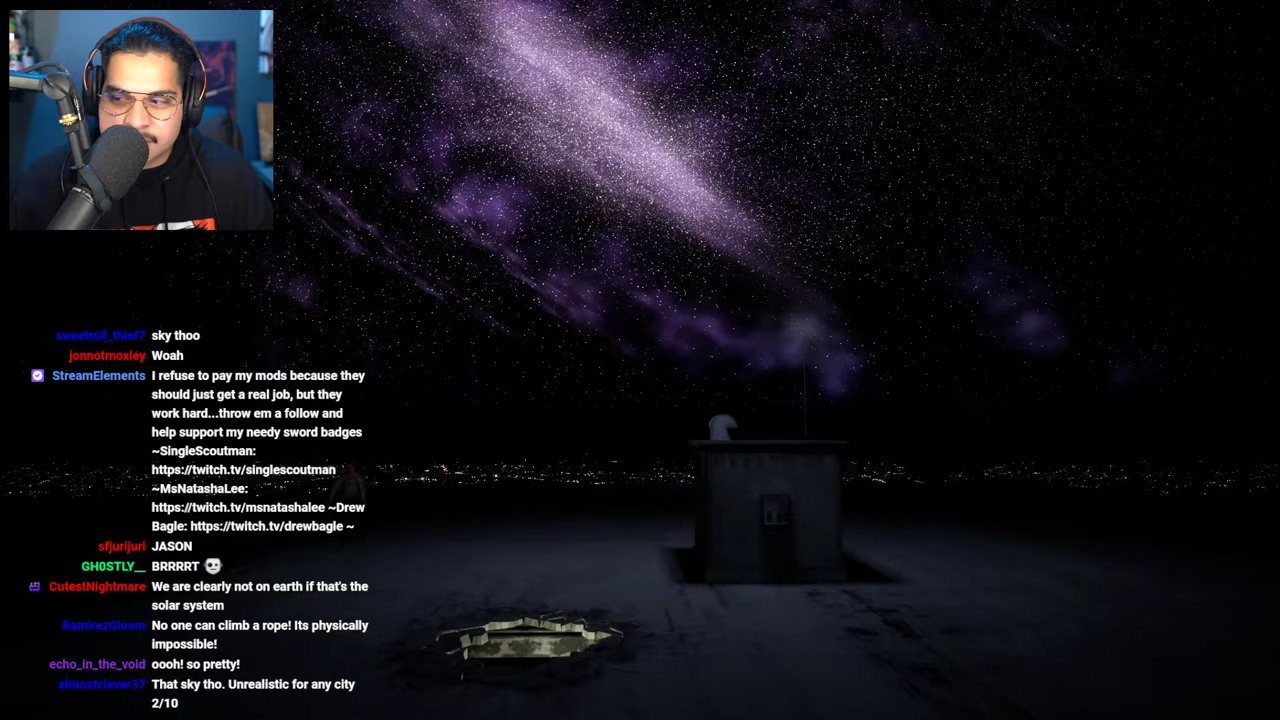 sweetroll_thief7 sky thoo
jonnotmoxley Woah
StreamElements I refuse to pay my mods because they
should just get a real job, but they
work hard...throw em a follow and
help support my needy sword badges
~SingleScoutman:
https://twitch.tv/singlescoutman
~MsNatashaLee:
https://twitch.tv/msnatashalee ~Drew
Bagle: https://twitch.tv/drewbagle ~
sfjurijuri JASON
GH0STLY__ BRRRRT
CutestNightmare We are clearly not on earth if that's the
solar system
RamirezGloom No one can climb a rope! Its physically
impossible!
echo_in_the_void oooh! so pretty!
almostclever37 That sky tho. Unrealistic for any city
2/10